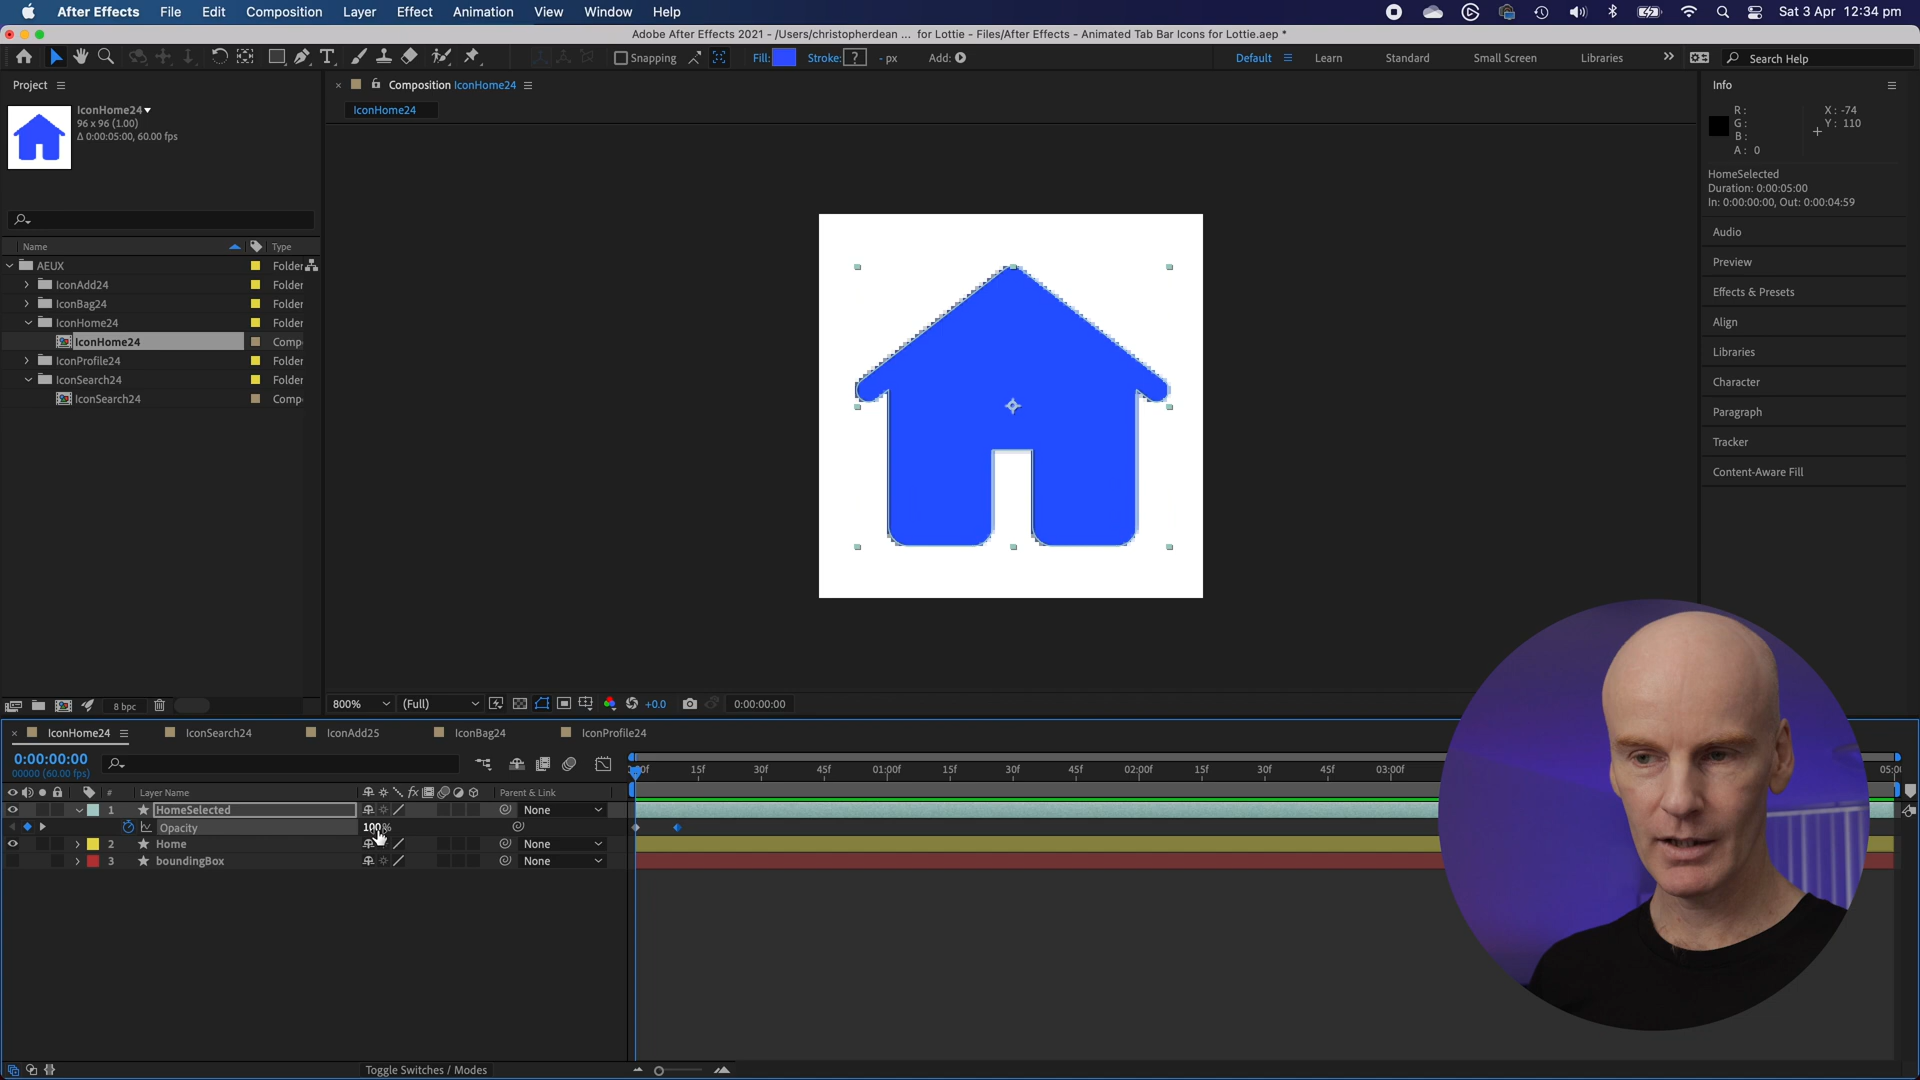 After Effects File Edit Composition Layer Effect Animation View Window Help Sat 3 Apr 12:34 pm
Adobe After Effects 2021 - /Users/christopherdean ... for Lottie - Files/After Effects - Animated Tab Bar Icons for Lottie.aep *
Snapping Fill: Stroke: ? - px Add: Default Learn Standard Small Screen Libraries » Search Help
Project
IconHome24
96 x 96 (1.00)
Δ 0:00:05:00, 60.00 fps
Name Type
AEUX Folder
IconAdd24 Folder
IconBag24 Folder
IconHome24 Folder
IconHome24 Comp
IconProfile24 Folder
IconSearch24 Folder
IconSearch24 Comp
8 bpc
× Composition IconHome24
IconHome24
800% (Full) +0.0 0:00:00:00
Info
R: X: -74
G: Y: 110
B:
A: 0
HomeSelected
Duration: 0:00:05:00
In: 0:00:00:00, Out: 0:00:04:59
Audio
Preview
Effects & Presets
Align
Libraries
Character
Paragraph
Tracker
Content-Aware Fill
× IconHome24 IconSearch24 IconAdd25 IconBag24 IconProfile24
0:00:00:00
00000 (60.00 fps)
15f 30f 45f 01:00f 15f 30f 45f 02:00f 15f 30f 45f 03:00f
# Layer Name fx Parent & Link
1 HomeSelected None
Opacity 100%
2 Home None
3 boundingBox None
Toggle Switches / Modes